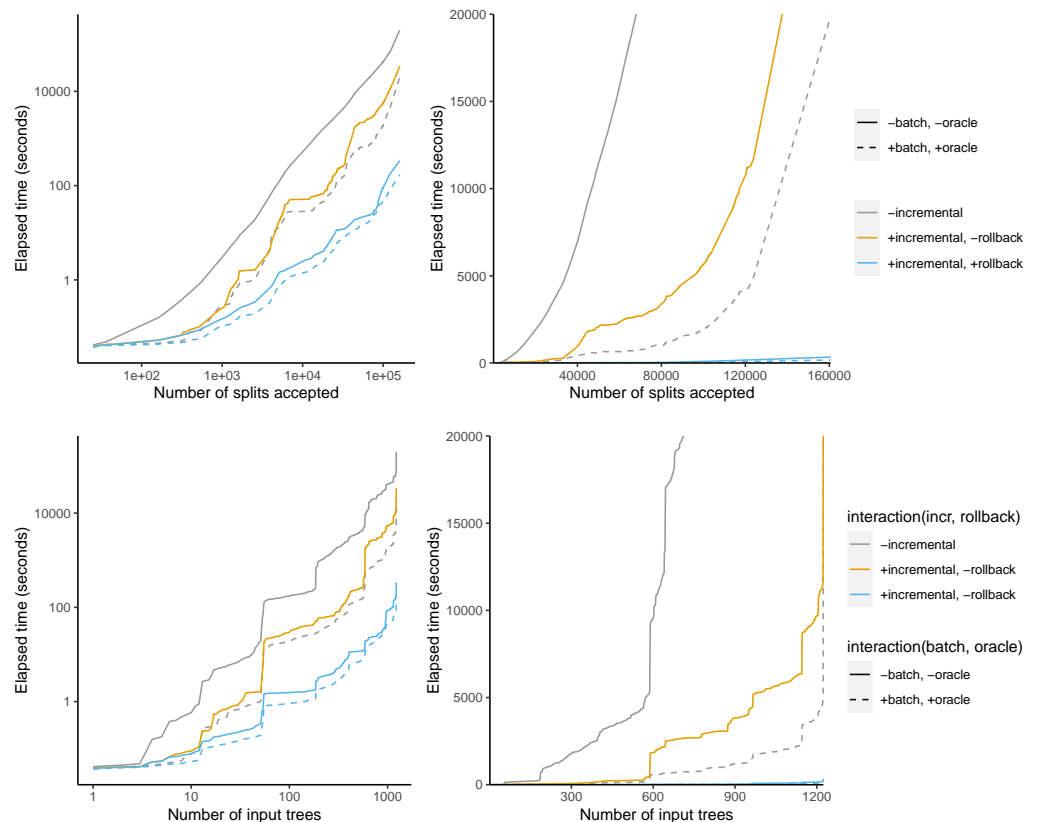 Elapsed time (seconds)
10000
100
1
1e+02
1e+03
1e+04
1e+05
Number of splits accepted
Elapsed time (seconds)
20000
15000
10000
5000
0
40000
80000
120000
160000
Number of splits accepted
−batch, −oracle
+batch, +oracle
−incremental
+incremental, −rollback
+incremental, +rollback
Elapsed time (seconds)
10000
100
1
1
10
100
1000
Number of input trees
Elapsed time (seconds)
20000
15000
10000
5000
0
300
600
900
1200
Number of input trees
interaction(incr, rollback)
−incremental
+incremental, −rollback
+incremental, −rollback
interaction(batch, oracle)
−batch, −oracle
+batch, +oracle